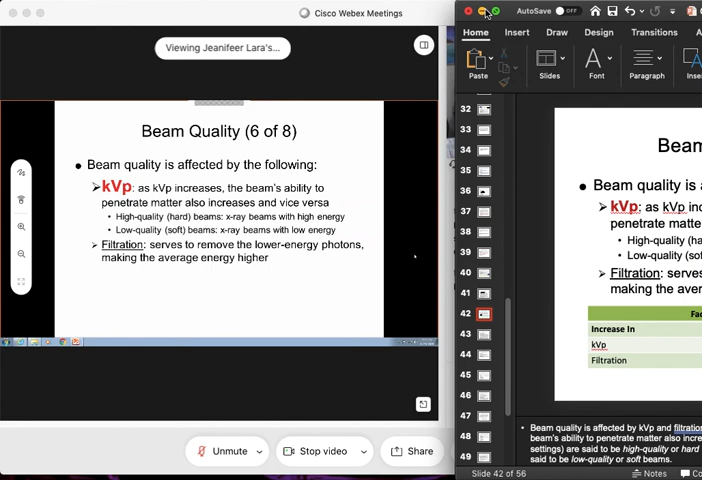 Cisco Webex Meetings
Viewing Jeanifeer Lara's...
Beam Quality (6 of 8)
Beam quality is affected by the following:
kVp: as kVp increases, the beam's ability to
penetrate matter also increases and vice versa
High-quality (hard) beams: x-ray beams with high energy
Low-quality (soft) beams: x-ray beams with low energy
Filtration: serves to remove the lower-energy photons,
making the average energy higher
Unmute
Stop video
Share
AutoSave OFF
Home Insert Draw Design Transitions A
Paste
Slides
Font
Paragraph
Inser
32
33
34
35
36
37
38
39
40
41
42
43
44
45
46
47
48
49
Beam
Beam quality is a
kVp: as kVp inc
penetrate matte
High-quality (ha
Low-quality (sof
Filtration: serves
making the aver
Fac
Increase In
kVp
Filtration
Beam quality is affected by kVp and filtration
beam's ability to penetrate matter also incre
settings) are said to be high-quality or hard
said to be low-quality or soft beams.
Slide 42 of 56
Notes
Co